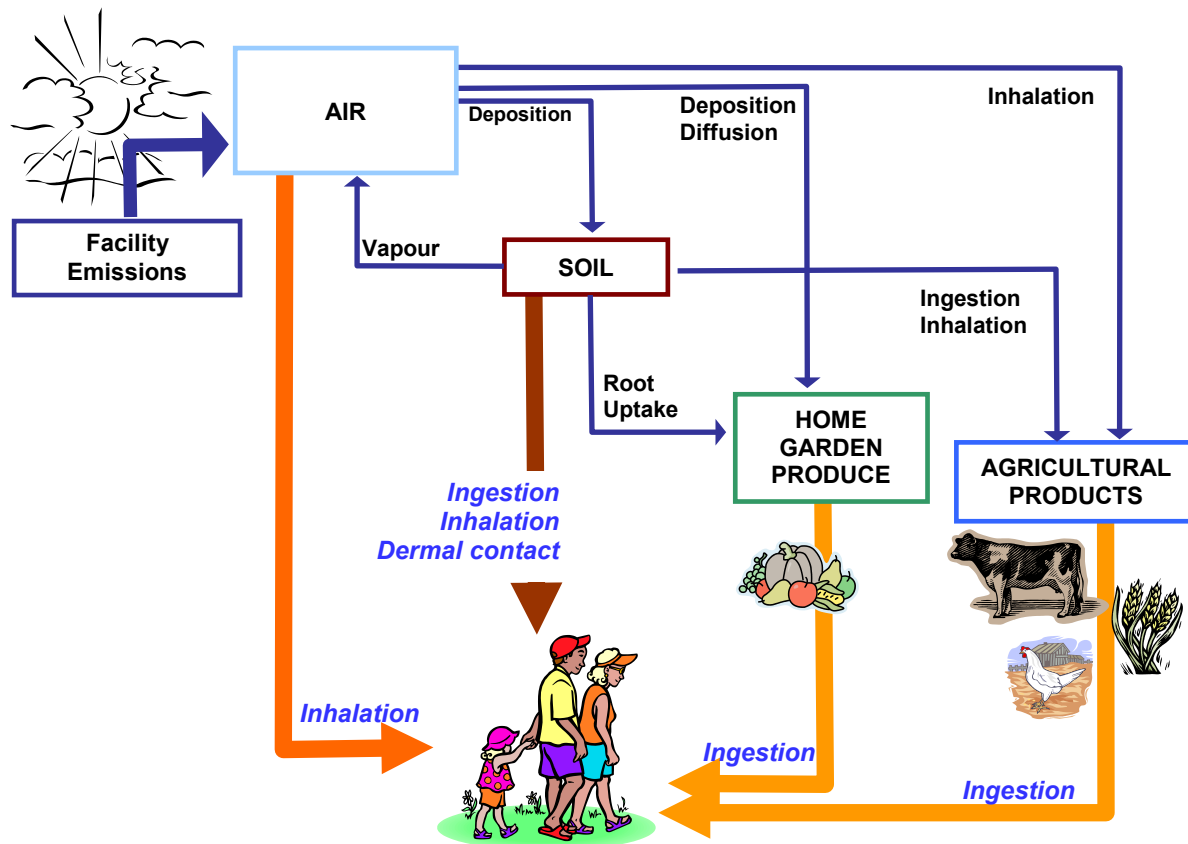 AIR
Deposition
Deposition
Diffusion
Inhalation
Facility
Emissions
Vapour
SOIL
Ingestion
Inhalation
Root
Uptake
HOME
GARDEN
PRODUCE
AGRICULTURAL
PRODUCTS
Ingestion
Inhalation
Dermal contact
Inhalation
Ingestion
Ingestion